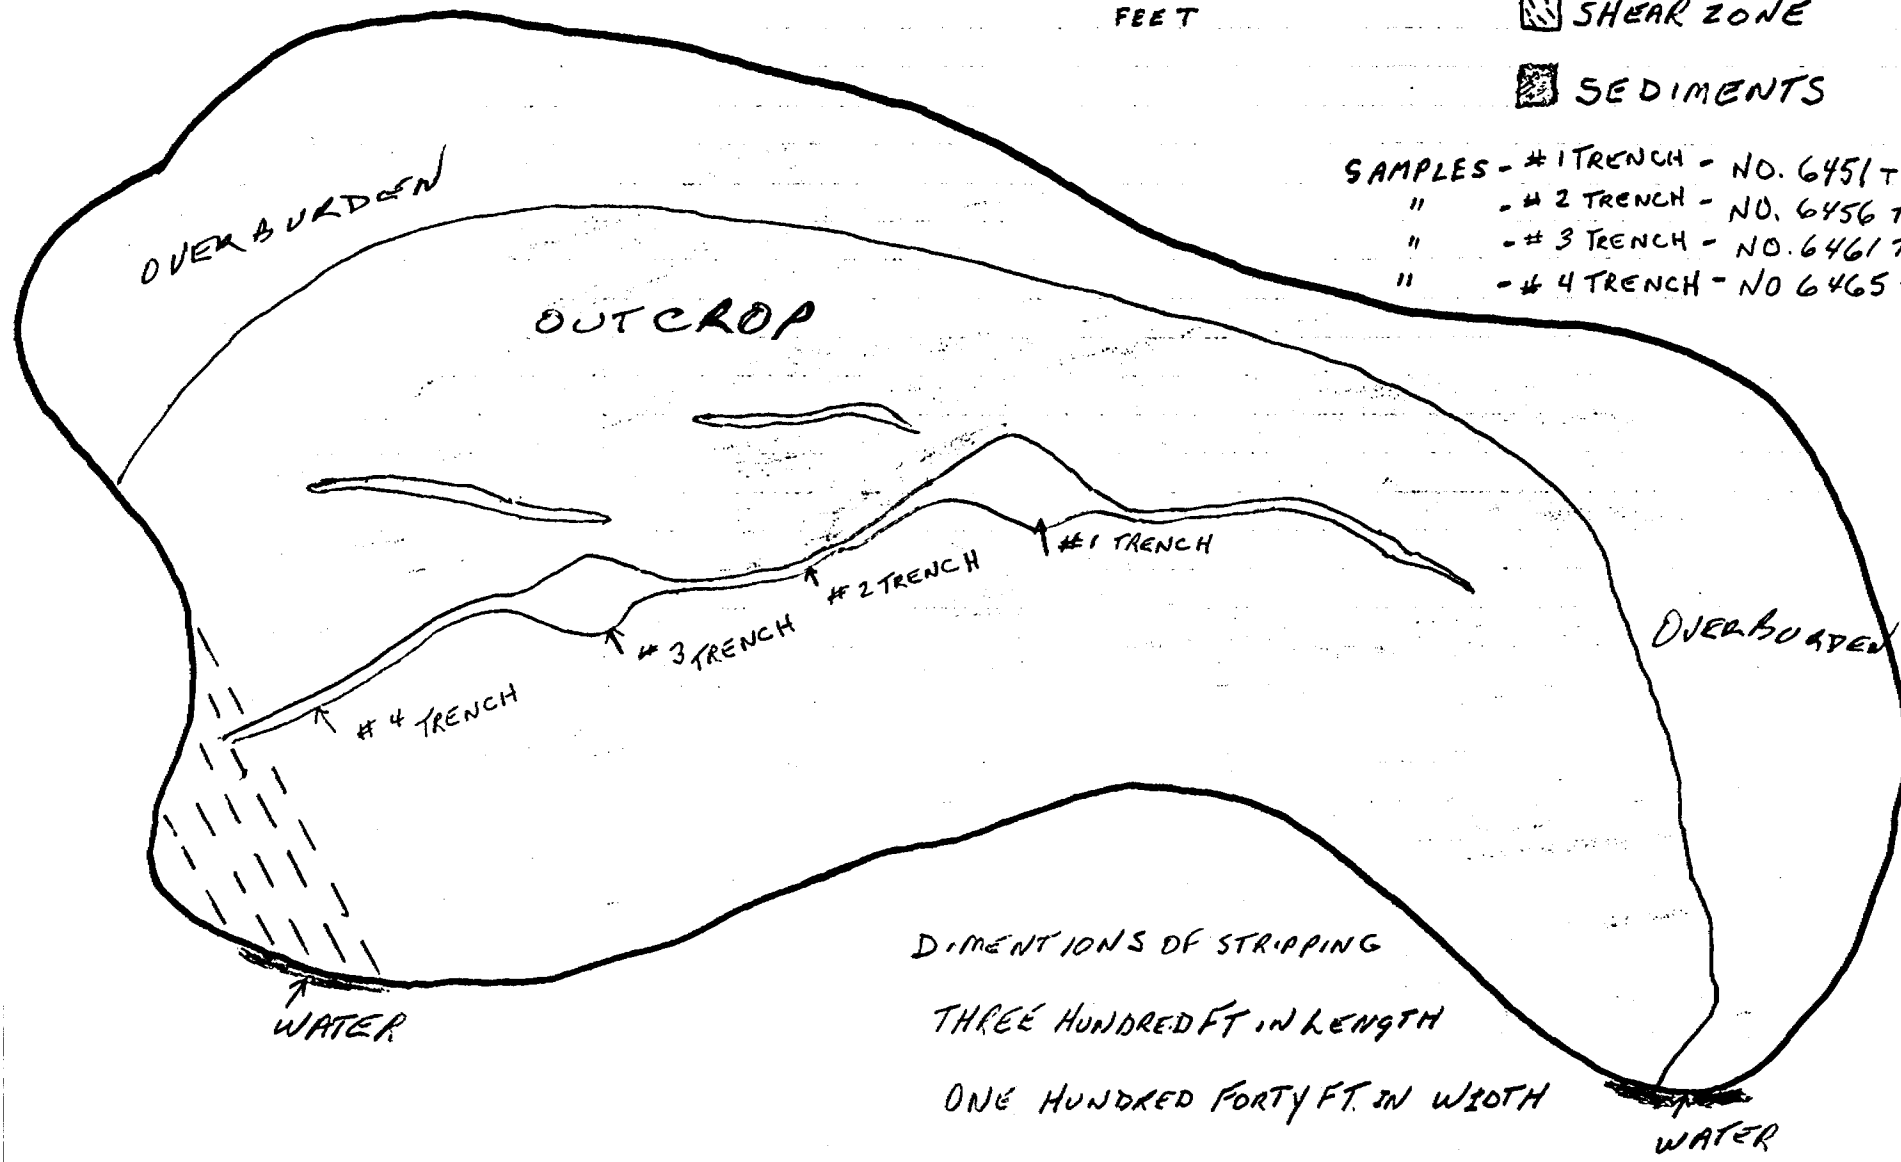 FEET
SHEAR ZONE
SEDIMENTS
SAMPLES - # 1 TRENCH - NO. 6451 T
" - # 2 TRENCH - NO. 6456 T
" - # 3 TRENCH - NO. 6461 T
" - # 4 TRENCH - NO 6465
OVERBURDEN
OUTCROP
#1 TRENCH
# 2 TRENCH
# 3 TRENCH
# 4 TRENCH
OVERBURDEN
DIMENTIONS OF STRIPPING
THREE HUNDRED FT IN LENGTH
ONE HUNDRED FORTY FT. IN WIDTH
WATER
WATER